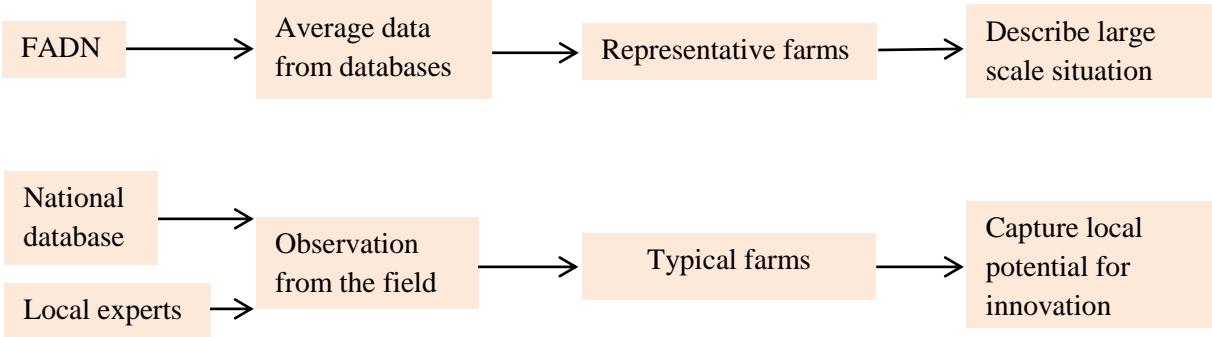 FADN
Average data
from databases
Representative farms
Describe large
scale situation
National
database
Local experts
Observation
from the field
Typical farms
Capture local
potential for
innovation